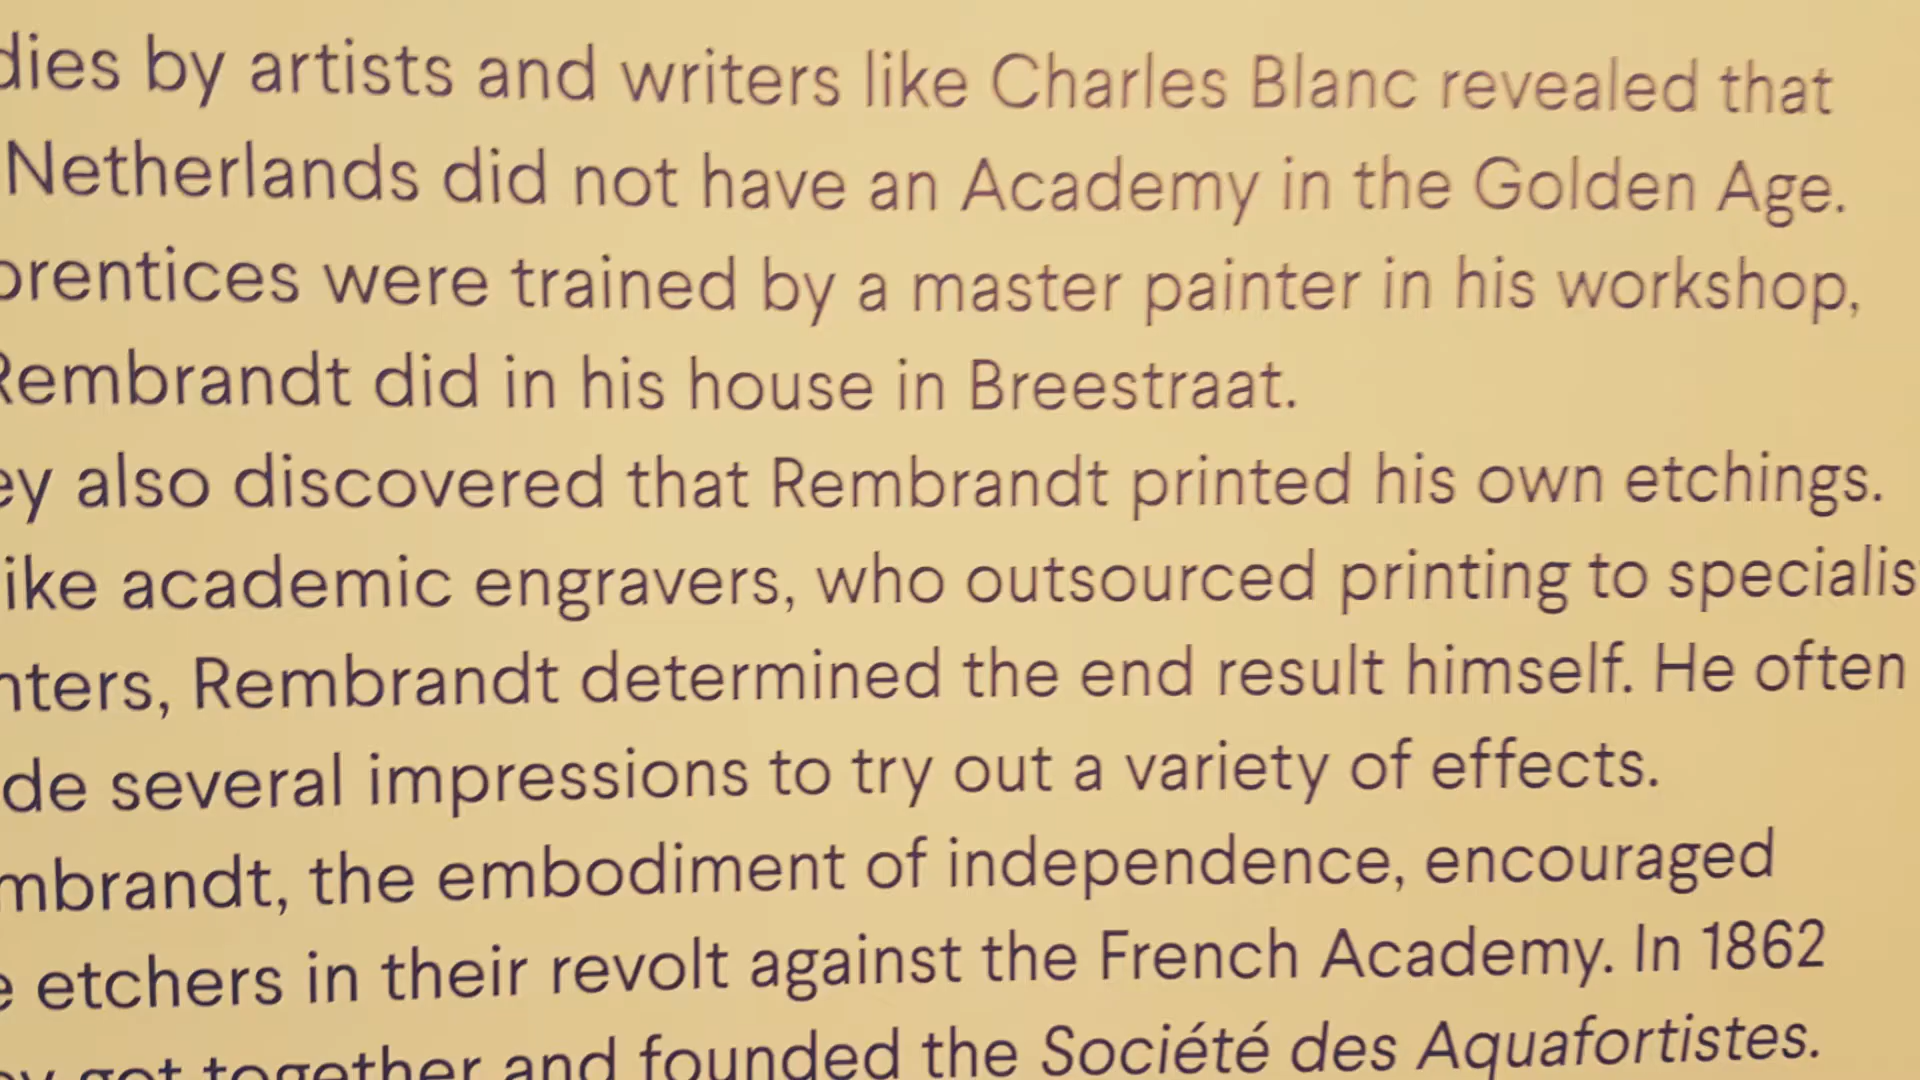 dies by artists and writers like Charles Blanc revealed that
Netherlands did not have an Academy in the Golden Age.
prentices were trained by a master painter in his workshop,
Rembrandt did in his house in Breestraat.
ey also discovered that Rembrandt printed his own etchings.
ike academic engravers, who outsourced printing to specialis
nters, Rembrandt determined the end result himself. He often
de several impressions to try out a variety of effects.
mbrandt, the embodiment of independence, encouraged
e etchers in their revolt against the French Academy. In 1862
ey got together and founded the Société des Aquafortistes.